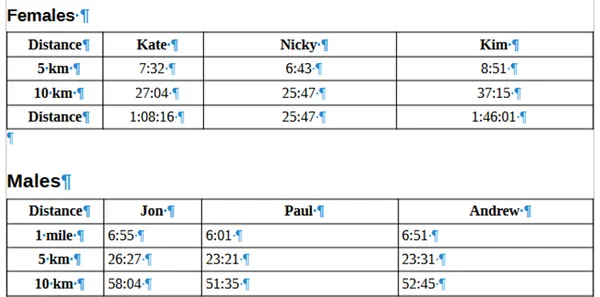 Females
Distance Kate Nicky Kim
5 km 7:32 6:43 8:51
10 km 27:04 25:47 37:15
Distance 1:08:16 25:47 1:46:01
Males
Distance Jon Paul Andrew
1 mile 6:55 6:01 6:51
5 km 26:27 23:21 23:31
10 km 58:04 51:35 52:45